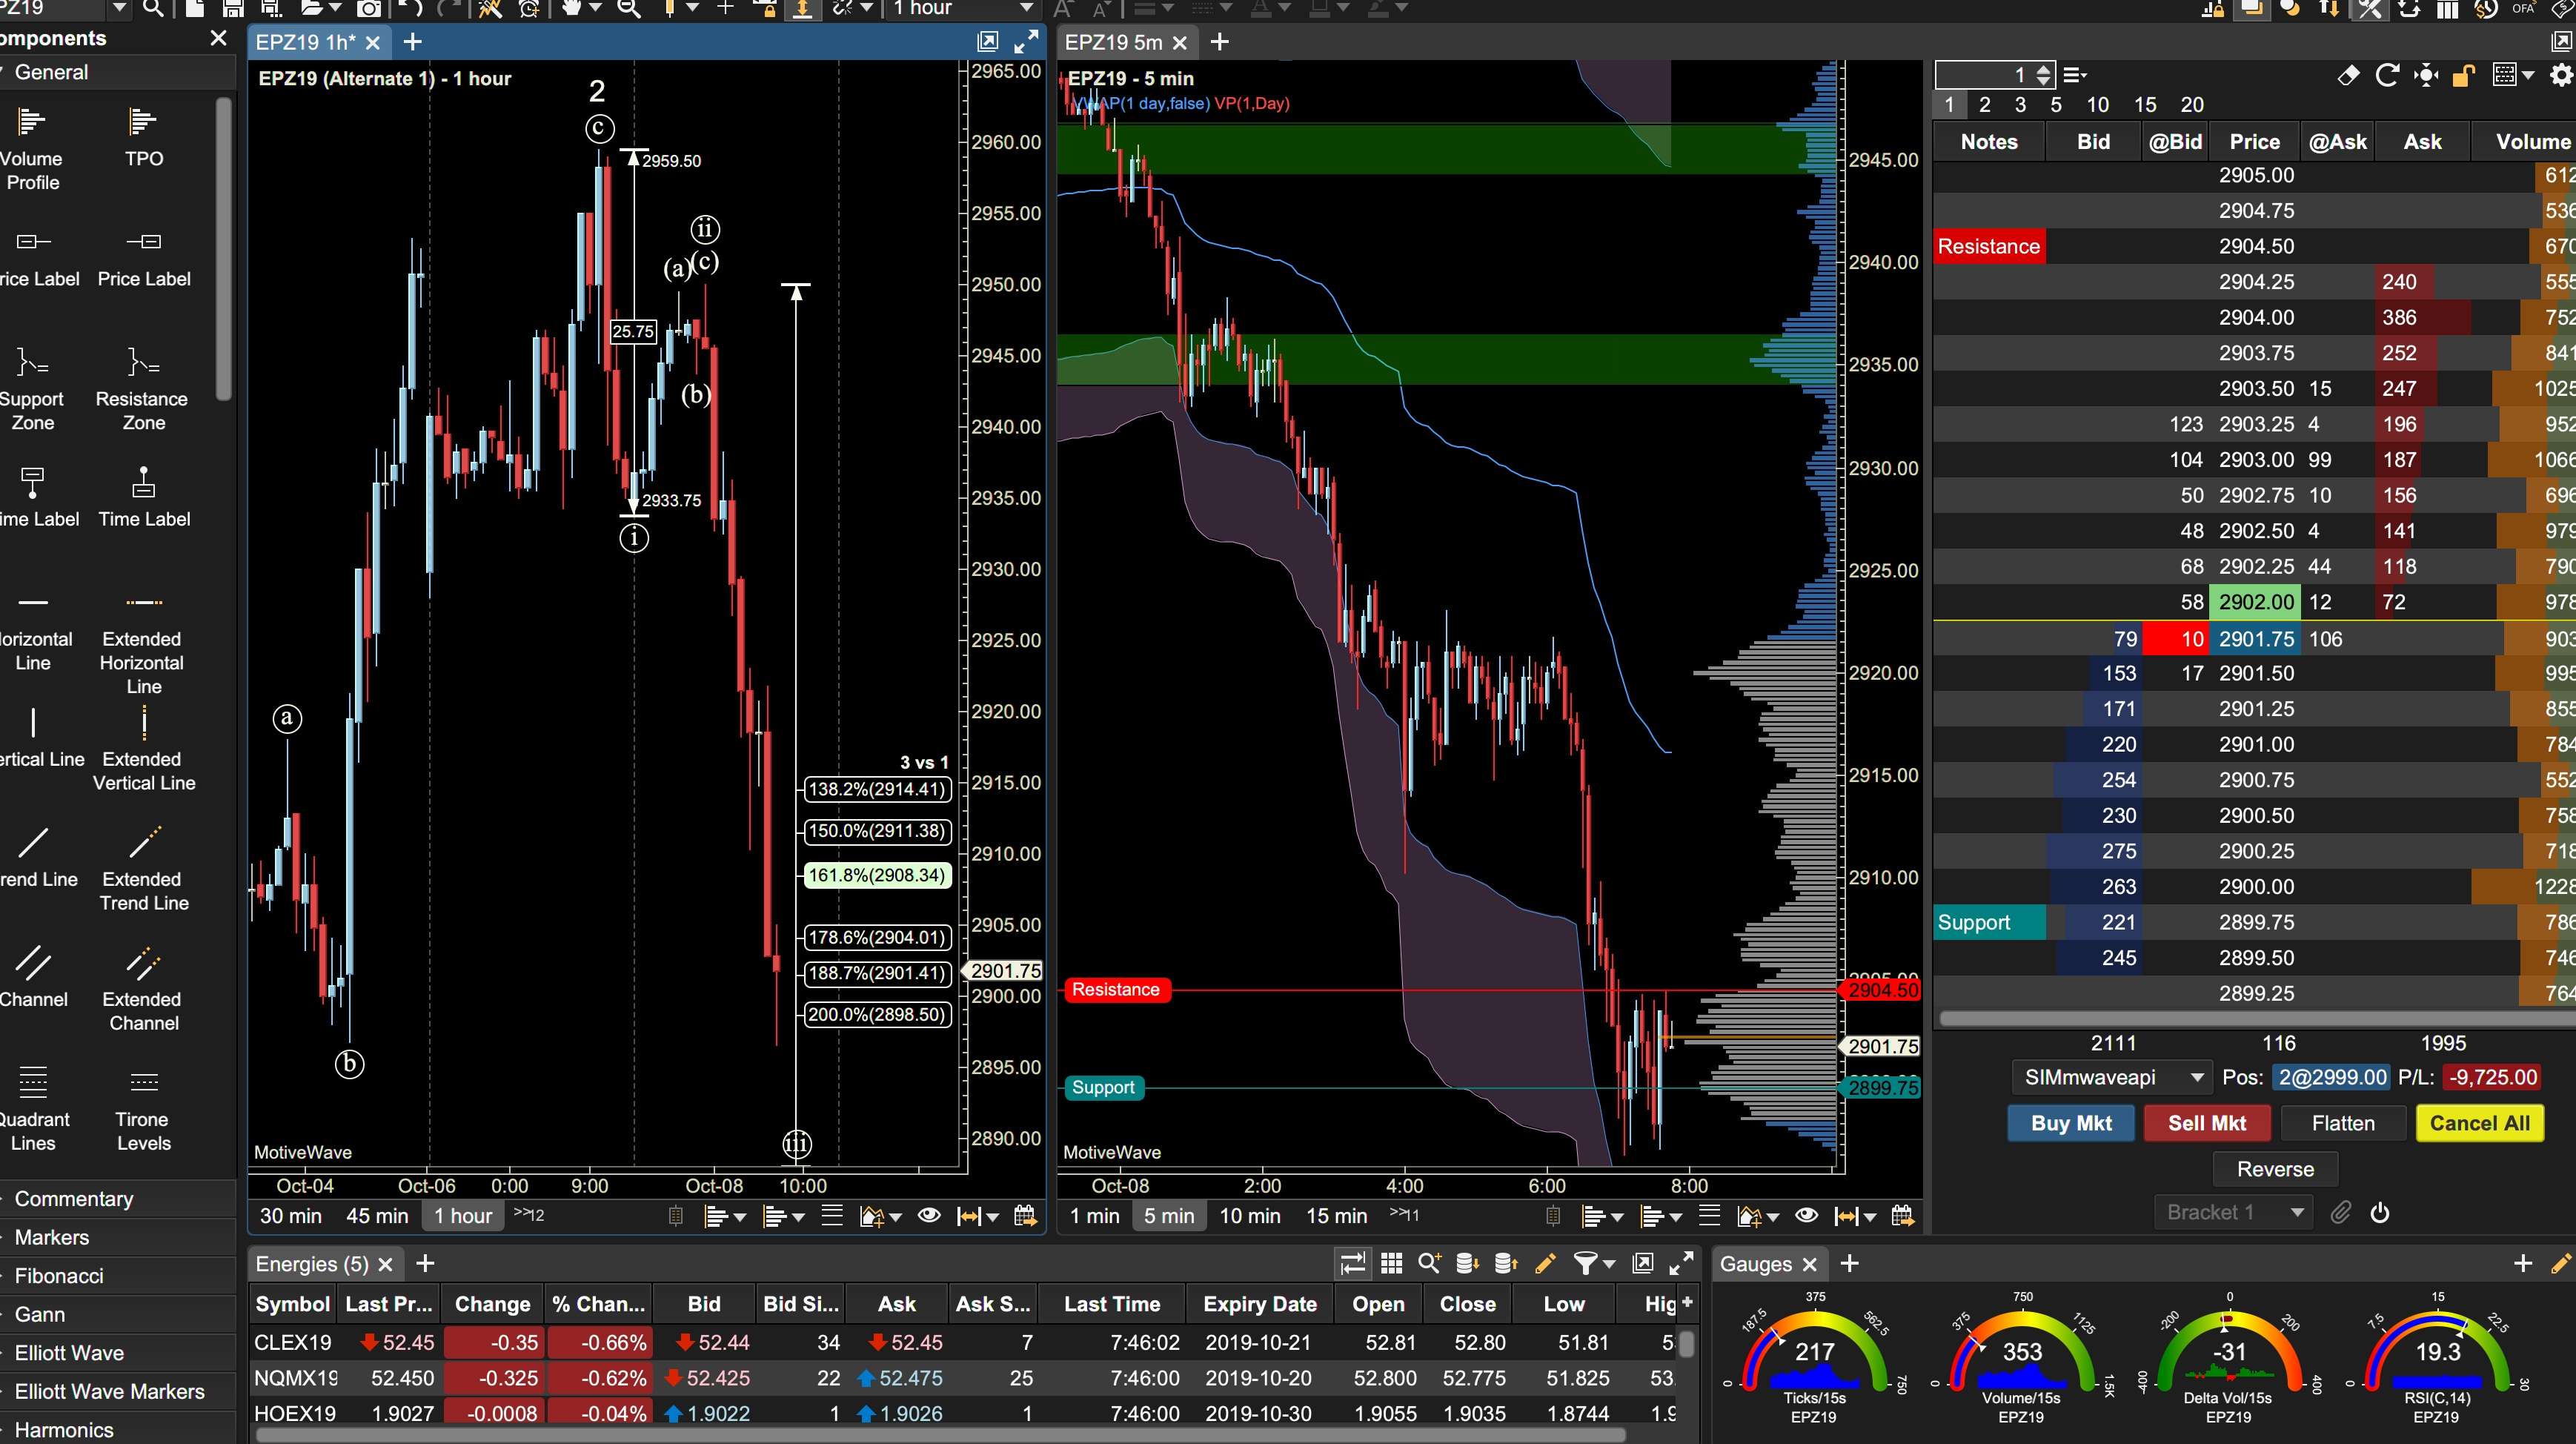 PZ19
1 hour
OFA
omponents
General
Volume Profile
TPO
rice Label
Price Label
Support Zone
Resistance Zone
ime Label
Time Label
orizontal Line
Extended Horizontal Line
ertical Line
Extended Vertical Line
rend Line
Extended Trend Line
Channel
Extended Channel
Quadrant Lines
Tirone Levels
Commentary
Markers
Fibonacci
Gann
Elliott Wave
Elliott Wave Markers
Harmonics
EPZ19 1h*
EPZ19 (Alternate 1) - 1 hour
2
c
2959.50
ii
(a)(c)
25.75
(b)
2933.75
i
a
b
3 vs 1
138.2%(2914.41)
150.0%(2911.38)
161.8%(2908.34)
178.6%(2904.01)
188.7%(2901.41)
200.0%(2898.50)
iii
2965.00
2960.00
2955.00
2950.00
2945.00
2940.00
2935.00
2930.00
2925.00
2920.00
2915.00
2910.00
2905.00
2901.75
2900.00
2895.00
2890.00
MotiveWave
Oct-04 Oct-06 0:00 9:00 Oct-08 10:00
30 min 45 min 1 hour >>12
EPZ19 5m
EPZ19 - 5 min
VWAP(1 day,false) VP(1,Day)
2945.00
2940.00
2935.00
2930.00
2925.00
2920.00
2915.00
2910.00
2905.00
Resistance 2904.50
2901.75
Support 2899.75
MotiveWave
Oct-08 2:00 4:00 6:00 8:00
1 min 5 min 10 min 15 min >>11
1
1 2 3 5 10 15 20
Notes Bid @Bid Price @Ask Ask Volume
2905.00 612
2904.75 536
Resistance 2904.50 670
2904.25 240 555
2904.00 386 752
2903.75 252 841
2903.50 15 247 1025
123 2903.25 4 196 952
104 2903.00 99 187 1066
50 2902.75 10 156 696
48 2902.50 4 141 979
68 2902.25 44 118 790
58 2902.00 12 72 978
79 10 2901.75 106 903
153 17 2901.50 995
171 2901.25 855
220 2901.00 784
254 2900.75 552
230 2900.50 758
275 2900.25 718
263 2900.00 1228
Support 221 2899.75 786
245 2899.50 746
2899.25 764
2111 116 1995
SIMmwaveapi Pos: 2@2999.00 P/L: -9,725.00
Buy Mkt Sell Mkt Flatten Cancel All
Reverse
Bracket 1
Energies (5)
Symbol Last Pr... Change % Chan... Bid Bid Si... Ask Ask S... Last Time Expiry Date Open Close Low Hig
CLEX19 52.45 -0.35 -0.66% 52.44 34 52.45 7 7:46:02 2019-10-21 52.81 52.80 51.81 5
NQMX19 52.450 -0.325 -0.62% 52.425 22 52.475 25 7:46:00 2019-10-20 52.800 52.775 51.825 53.
HOEX19 1.9027 -0.0008 -0.04% 1.9022 1 1.9026 1 7:46:00 2019-10-30 1.9055 1.9035 1.8744 1.9
Gauges
0 187.5 375 562.5 750
217
Ticks/15s
EPZ19
0 375 750 1125 1.5K
353
Volume/15s
EPZ19
-400 -200 0 200 400
-31
Delta Vol/15s
EPZ19
0 7.5 15 22.5 30
19.3
RSI(C,14)
EPZ19